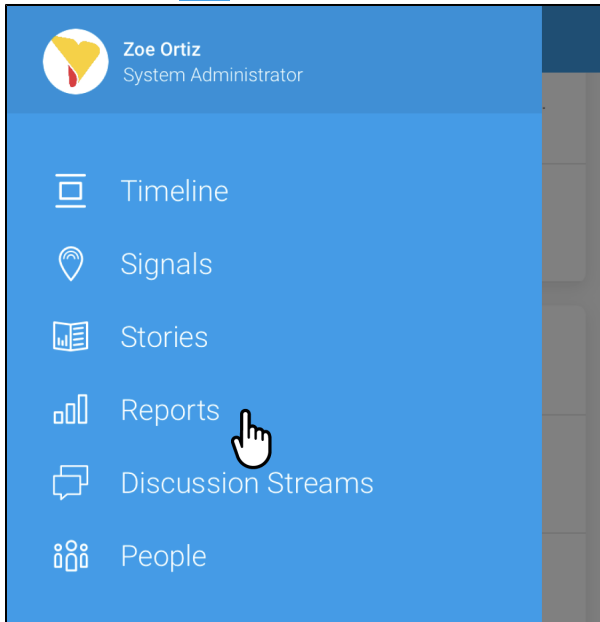 Zoe Ortiz
System Administrator
Timeline
Signals
Stories
Reports
Discussion Streams
People